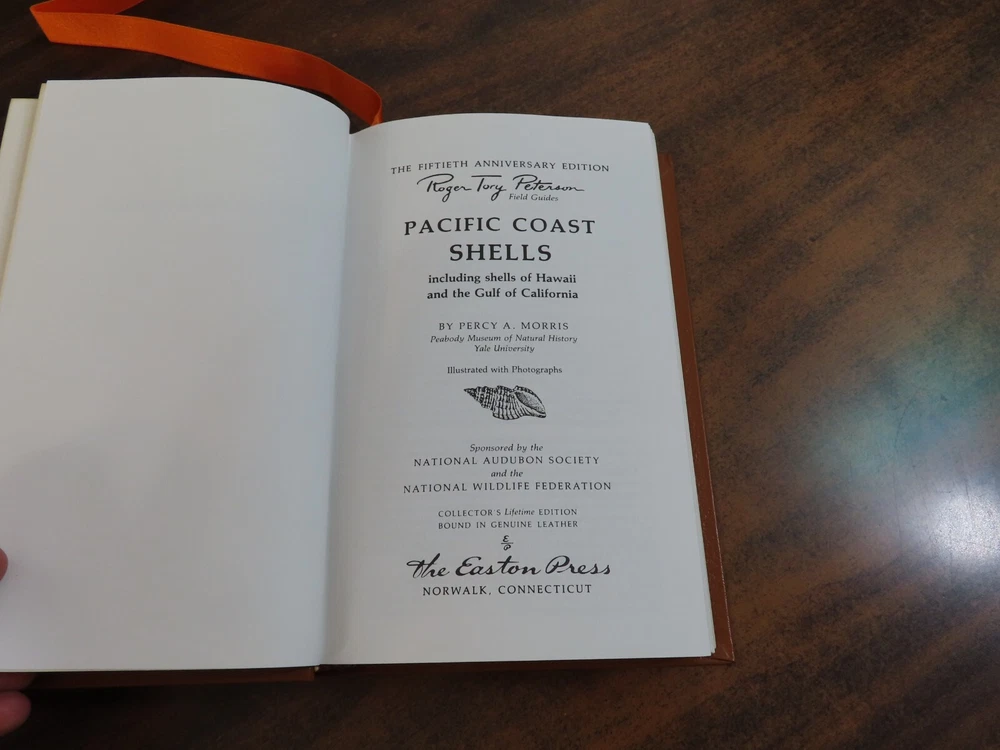 THE FIFTIETH ANNIVERSARY EDITION
Roger Tory Peterson
Field Guides
PACIFIC COAST
SHELLS
including shells of Hawaii
and the Gulf of California
BY PERCY A. MORRIS
Peabody Museum of Natural History
Yale University
Illustrated with Photographs
Sponsored by the
NATIONAL AUDUBON SOCIETY
and the
NATIONAL WILDLIFE FEDERATION
COLLECTOR'S Lifetime EDITION
BOUND IN GENUINE LEATHER
E
P
the Easton Press
NORWALK, CONNECTICUT